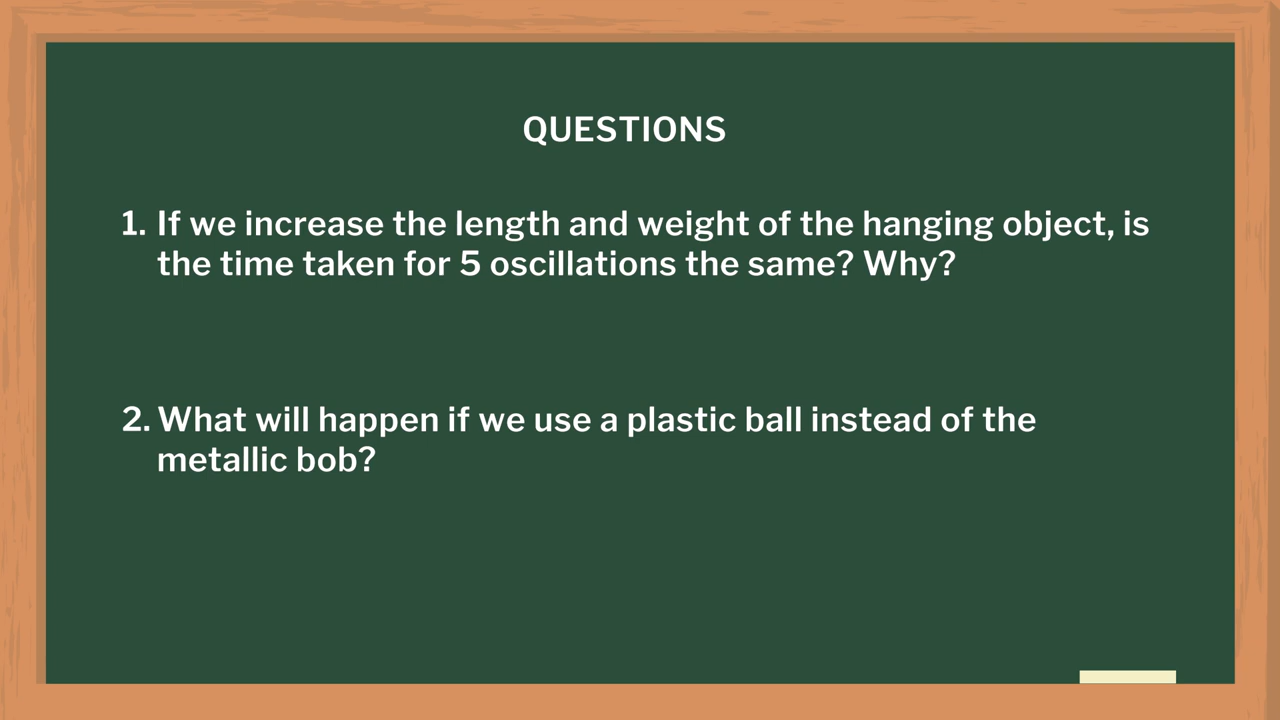 QUESTIONS
1. If we increase the length and weight of the hanging object, is
the time taken for 5 oscillations the same? Why?
2. What will happen if we use a plastic ball instead of the
metallic bob?